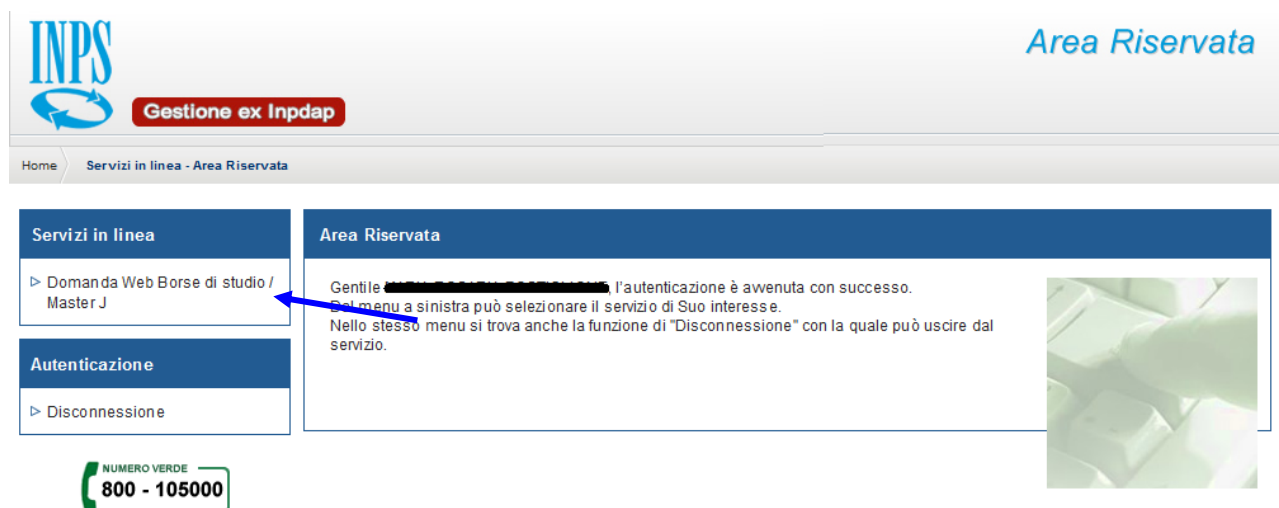 INPS
Area Riservata
Gestione ex Inpdap
Home
Servizi in linea - Area Riservata
Servizi in linea
Domanda Web Borse di studio /
Master J
Autenticazione
Disconnessione
NUMERO VERDE
800 - 105000
Area Riservata
Gentile , l'autenticazione è avvenuta con successo.
Dal menu a sinistra può selezionare il servizio di Suo interesse.
Nello stesso menu si trova anche la funzione di "Disconnessione" con la quale può uscire dal
servizio.